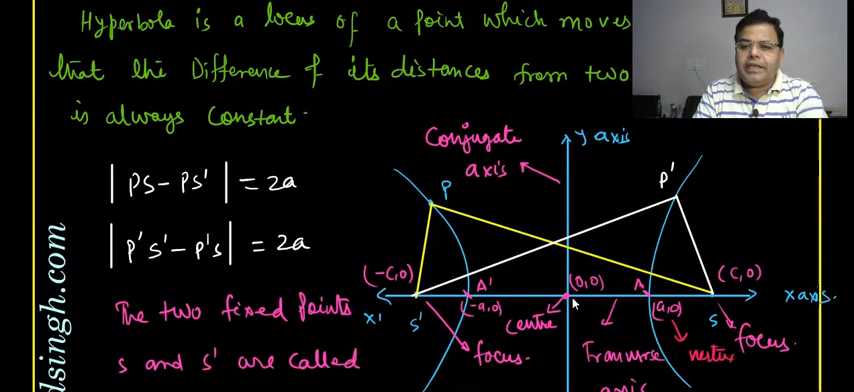 Hyperbola is a locus of a point which moves
that the Difference of its distances from two
is always Constant.
Conjugate
axis
y axis
| PS - PS' | = 2a
| P'S' - P'S | = 2a
P
P'
(-c,0)
A'
(0,0)
A
(c,0)
x axis.
x'
S'
(-a,0)
centre
(a,0)
S
The two fixed points
focus.
Tranverse
vertex
focus.
S and S' are called
axis
dsingh.com